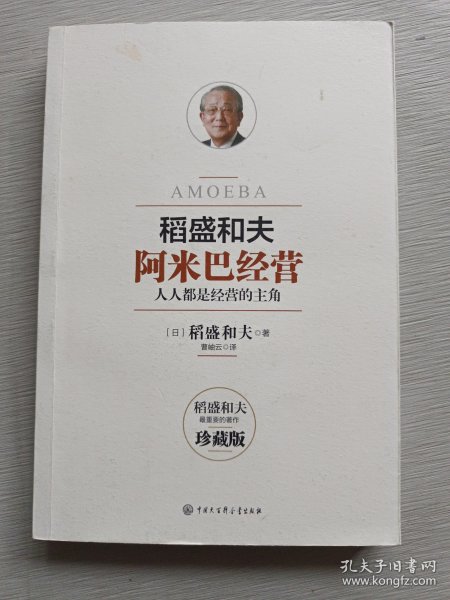 AMOEBA
稻盛和夫
阿米巴经营
人人都是经营的主角
[日] 稻盛和夫◎著
曹岫云◎译
稻盛和夫
最重要的著作
珍藏版
中国大百科全书出版社
孔夫子旧书网
www.kongfz.com